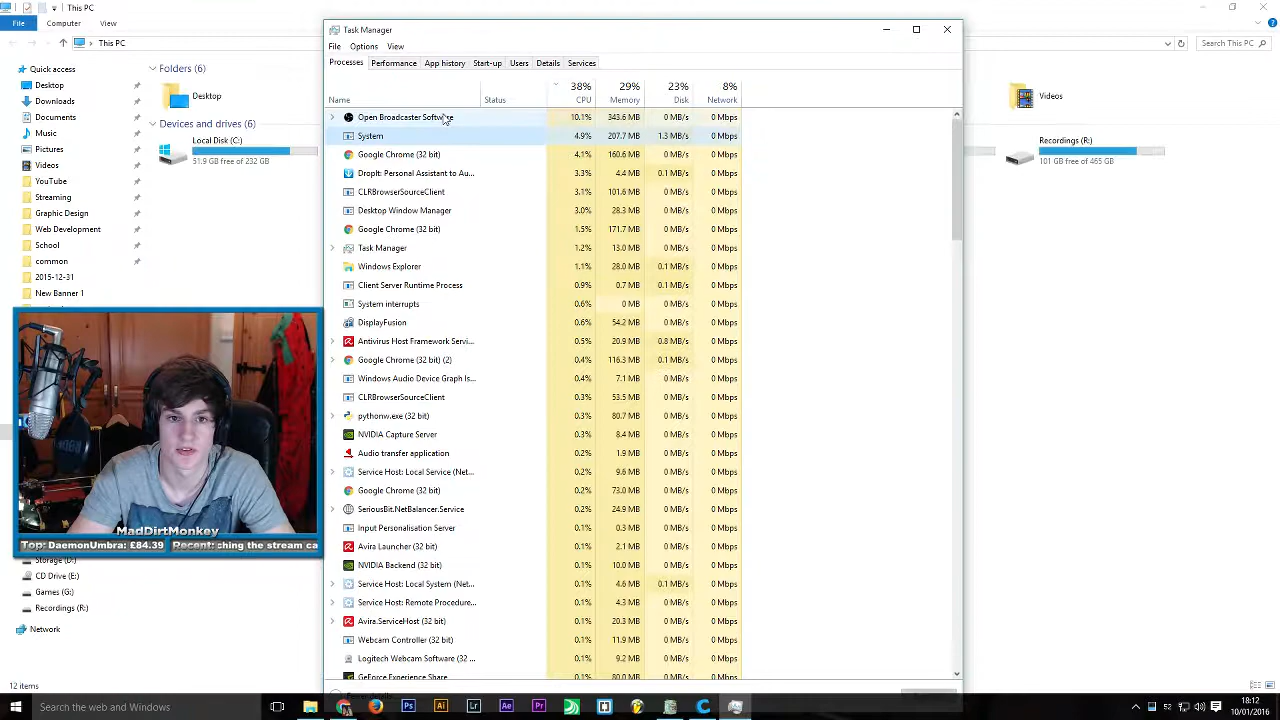 This PC
File Computer View
This PC
Search This PC
Quick access
Desktop
Downloads
Documents
Music
Pictures
Videos
YouTube
Streaming
Graphic Design
Web Development
School
common
2015-12-31
New Banner 1
Storage (D:)
CD Drive (E:)
Games (G:)
Recordings (R:)
Network
12 items
Folders (6)
Desktop
Devices and drives (6)
Local Disk (C:)
51.9 GB free of 232 GB
Videos
Recordings (R:)
101 GB free of 465 GB
Task Manager
File Options View
Processes Performance App history Start-up Users Details Services
38% 29% 23% 8%
Name Status CPU Memory Disk Network
Open Broadcaster Software 10.1% 343.6 MB 0 MB/s 0 Mbps
System 4.9% 207.7 MB 1.3 MB/s 0 Mbps
Google Chrome (32 bit) 4.1% 160.6 MB 0 MB/s 0 Mbps
DropIt: Personal Assistant to Au... 3.3% 4.4 MB 0.1 MB/s 0 Mbps
CLRBrowserSourceClient 3.1% 101.6 MB 0 MB/s 0 Mbps
Desktop Window Manager 3.0% 28.3 MB 0 MB/s 0 Mbps
Google Chrome (32 bit) 1.5% 171.7 MB 0 MB/s 0 Mbps
Task Manager 1.2% 13.0 MB 0 MB/s 0 Mbps
Windows Explorer 1.1% 28.0 MB 0.1 MB/s 0 Mbps
Client Server Runtime Process 0.9% 0.7 MB 0.1 MB/s 0 Mbps
System interrupts 0.6% 0 MB 0 MB/s 0 Mbps
DisplayFusion 0.6% 54.2 MB 0 MB/s 0 Mbps
Antivirus Host Framework Servi... 0.5% 20.9 MB 0.8 MB/s 0 Mbps
Google Chrome (32 bit) (2) 0.4% 116.3 MB 0.1 MB/s 0 Mbps
Windows Audio Device Graph Is... 0.4% 7.1 MB 0 MB/s 0 Mbps
CLRBrowserSourceClient 0.3% 53.5 MB 0 MB/s 0 Mbps
pythonw.exe (32 bit) 0.3% 80.7 MB 0 MB/s 0 Mbps
NVIDIA Capture Server 0.3% 8.4 MB 0 MB/s 0 Mbps
Audio transfer application 0.2% 1.9 MB 0 MB/s 0 Mbps
Service Host: Local Service (Net... 0.2% 9.6 MB 0 MB/s 0 Mbps
Google Chrome (32 bit) 0.2% 73.0 MB 0 MB/s 0 Mbps
SeriousBit.NetBalancer.Service 0.2% 24.9 MB 0 MB/s 0 Mbps
Input Personalisation Server 0.1% 0.3 MB 0 MB/s 0 Mbps
Avira Launcher (32 bit) 0.1% 2.1 MB 0 MB/s 0 Mbps
NVIDIA Backend (32 bit) 0.1% 10.0 MB 0 MB/s 0 Mbps
Service Host: Local System (Net... 0.1% 4.6 MB 0.1 MB/s 0 Mbps
Service Host: Remote Procedure... 0.1% 4.3 MB 0 MB/s 0 Mbps
Avira.ServiceHost (32 bit) 0.1% 20.3 MB 0 MB/s 0 Mbps
Webcam Controller (32 bit) 0.1% 11.9 MB 0 MB/s 0 Mbps
Logitech Webcam Software (32 ... 0.1% 9.2 MB 0 MB/s 0 Mbps
GeForce Experience Share 0.1% 80.0 MB 0 MB/s 0 Mbps
MadDirtMonkey
Top: DaemonUmbra: £84.39 Recent: ching the stream ca
Search the web and Windows
Ps Ai Lr Ae Pr
52
18:12
10/01/2016